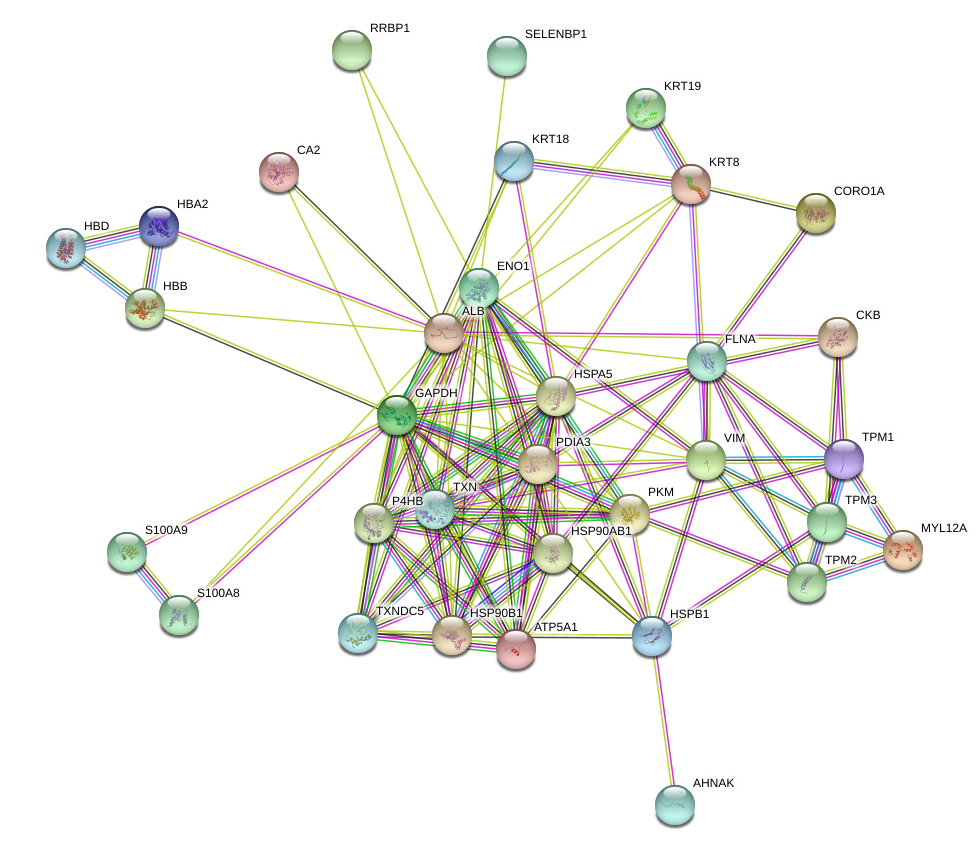 RRBP1
SELENBP1
KRT19
KRT18
CA2
KRT8
CORO1A
HBA2
HBD
ENO1
HBB
ALB
CKB
FLNA
HSPA5
GAPDH
PDIA3
VIM
TPM1
TXN
PKM
P4HB
TPM3
S100A9
HSP90AB1
MYL12A
TPM2
S100A8
TXNDC5
HSP90B1
ATP5A1
HSPB1
AHNAK